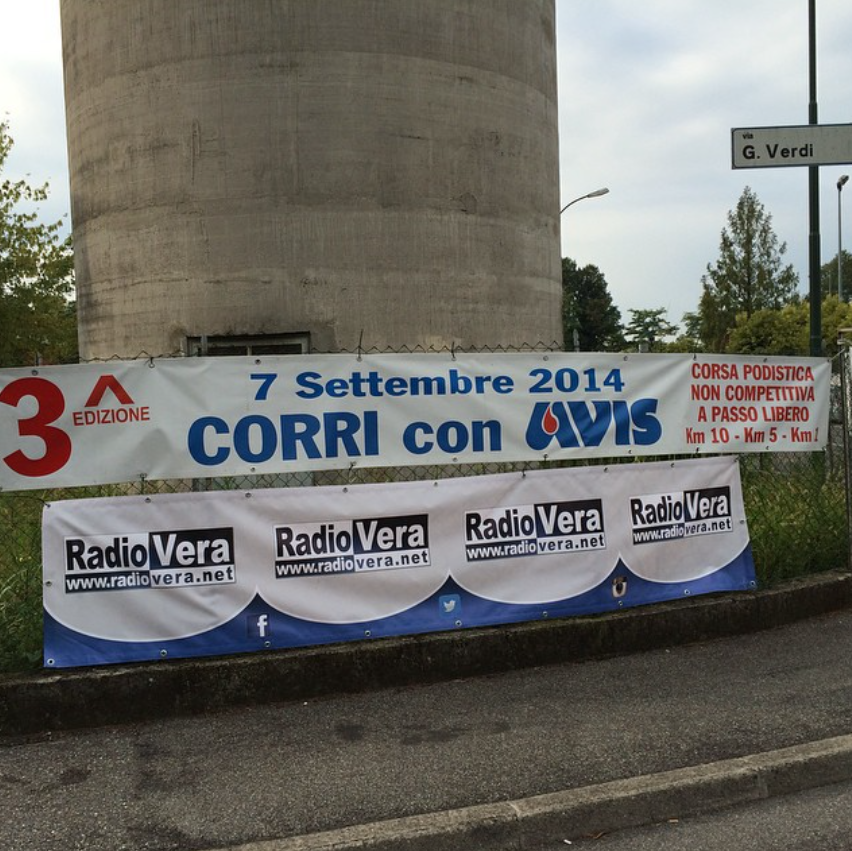 via
G. Verdi
3^
EDIZIONE
7 Settembre 2014
CORRI con AVIS
CORSA PODISTICA
NON COMPETITIVA
A PASSO LIBERO
Km 10 - Km 5 - Km 1
RadioVera
www.radiovera.net
RadioVera
www.radiovera.net
RadioVera
www.radiovera.net
RadioVera
www.radiovera.net
f